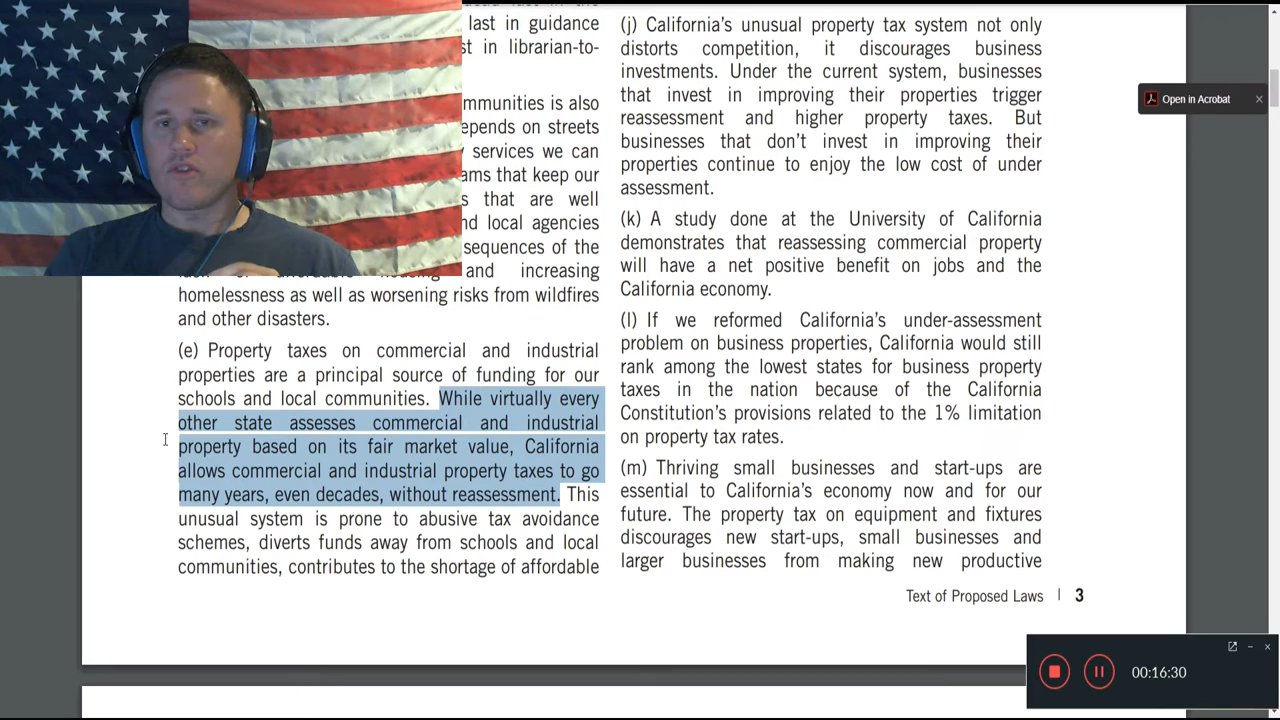 last in guidance
st in librarian-to-
mmunities is also
epends on streets
services we can
ams that keep our
s that are well
nd local agencies
sequences of the
and increasing
homelessness as well as worsening risks from wildfires
and other disasters.
(e) Property taxes on commercial and industrial
properties are a principal source of funding for our
schools and local communities. While virtually every
other state assesses commercial and industrial
property based on its fair market value, California
allows commercial and industrial property taxes to go
many years, even decades, without reassessment. This
unusual system is prone to abusive tax avoidance
schemes, diverts funds away from schools and local
communities, contributes to the shortage of affordable
(j) California's unusual property tax system not only
distorts competition, it discourages business
investments. Under the current system, businesses
that invest in improving their properties trigger
reassessment and higher property taxes. But
businesses that don't invest in improving their
properties continue to enjoy the low cost of under
assessment.
(k) A study done at the University of California
demonstrates that reassessing commercial property
will have a net positive benefit on jobs and the
California economy.
(l) If we reformed California's under-assessment
problem on business properties, California would still
rank among the lowest states for business property
taxes in the nation because of the California
Constitution's provisions related to the 1% limitation
on property tax rates.
(m) Thriving small businesses and start-ups are
essential to California's economy now and for our
future. The property tax on equipment and fixtures
discourages new start-ups, small businesses and
larger businesses from making new productive
Text of Proposed Laws | 3
Open in Acrobat
00:16:30